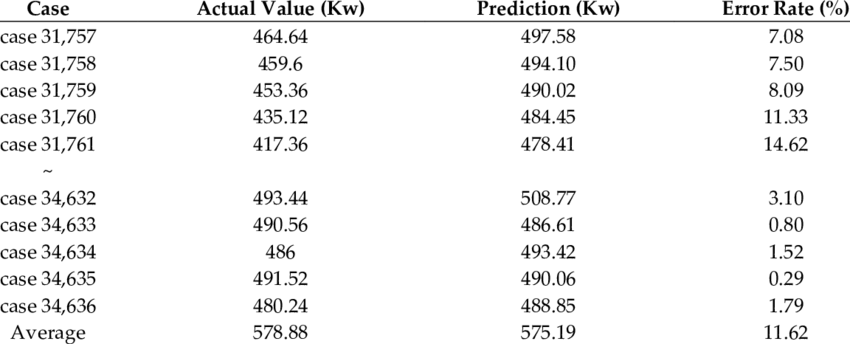 Case Actual Value (Kw) Prediction (Kw) Error Rate (%)
case 31,757 464.64 497.58 7.08
case 31,758 459.6 494.10 7.50
case 31,759 453.36 490.02 8.09
case 31,760 435.12 484.45 11.33
case 31,761 417.36 478.41 14.62
~
case 34,632 493.44 508.77 3.10
case 34,633 490.56 486.61 0.80
case 34,634 486 493.42 1.52
case 34,635 491.52 490.06 0.29
case 34,636 480.24 488.85 1.79
Average 578.88 575.19 11.62